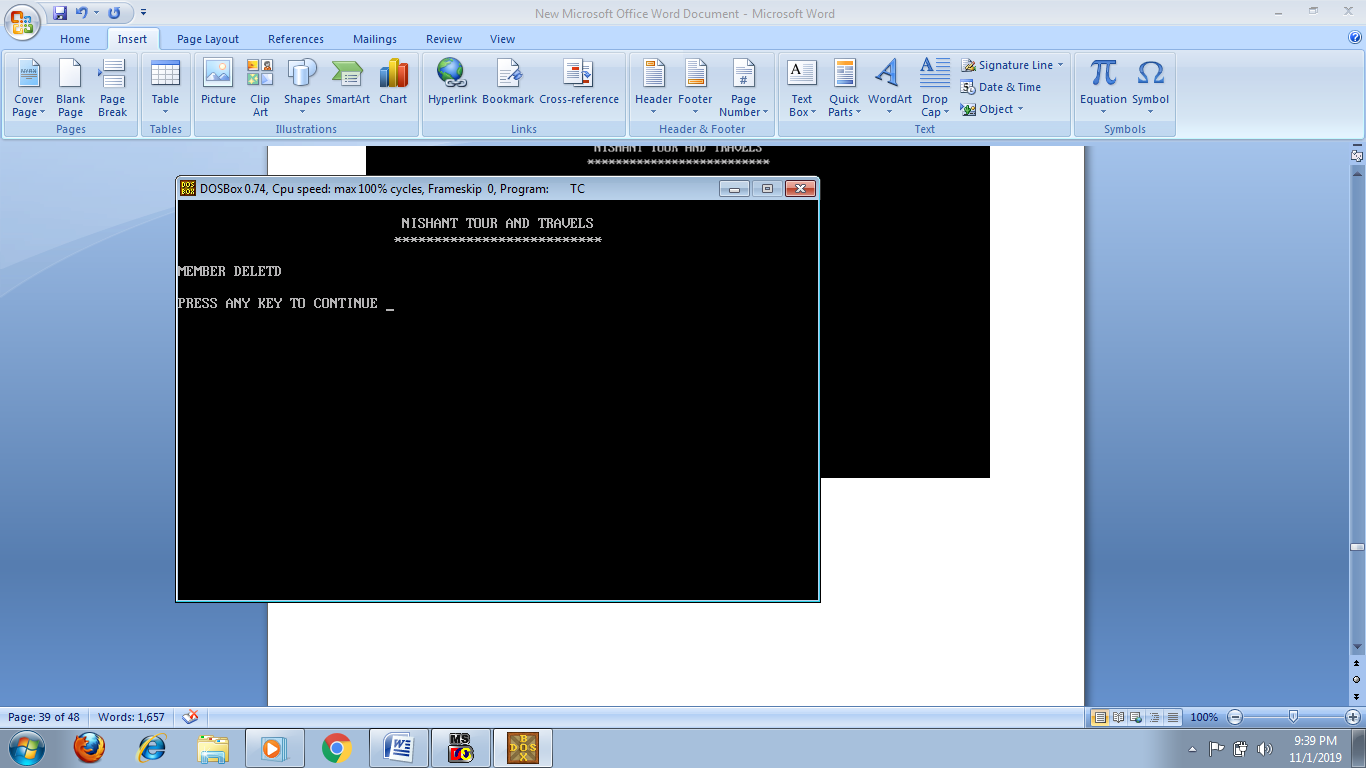 New Microsoft Office Word Document - Microsoft Word
Home Insert Page Layout References Mailings Review View
Cover Page Blank Page Page Break Table Picture Clip Art Shapes SmartArt Chart Hyperlink Bookmark Cross-reference Header Footer Page Number Text Box Quick Parts WordArt Drop Cap Signature Line Date & Time Object Equation Symbol
Pages Tables Illustrations Links Header & Footer Text Symbols
NISHANT TOUR AND TRAVELS
**************************
DOSBox 0.74, Cpu speed: max 100% cycles, Frameskip 0, Program: TC
NISHANT TOUR AND TRAVELS
**************************
MEMBER DELETD
PRESS ANY KEY TO CONTINUE _
Page: 39 of 48 Words: 1,657 100%
9:39 PM
11/1/2019